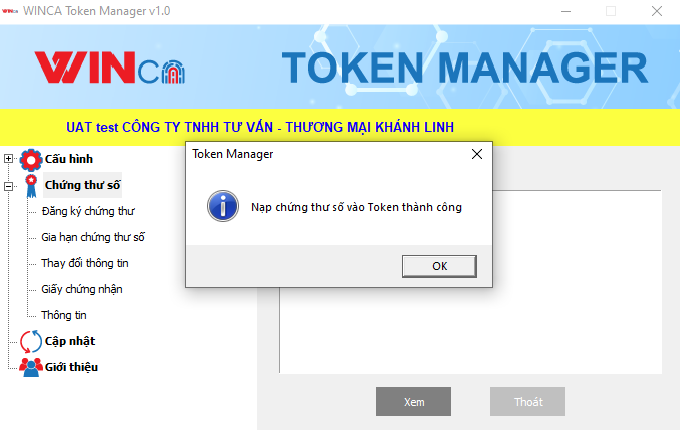 WINca WINCA Token Manager v1.0
WINCA TOKEN MANAGER
UAT test CÔNG TY TNHH TƯ VẤN - THƯƠNG MẠI KHÁNH LINH
Token Manager
Nạp chứng thư số vào Token thành công
OK
Cấu hình
Chứng thư số
Đăng ký chứng thư
Gia hạn chứng thư số
Thay đổi thông tin
Giấy chứng nhận
Thông tin
Cập nhật
Giới thiệu
Xem
Thoát